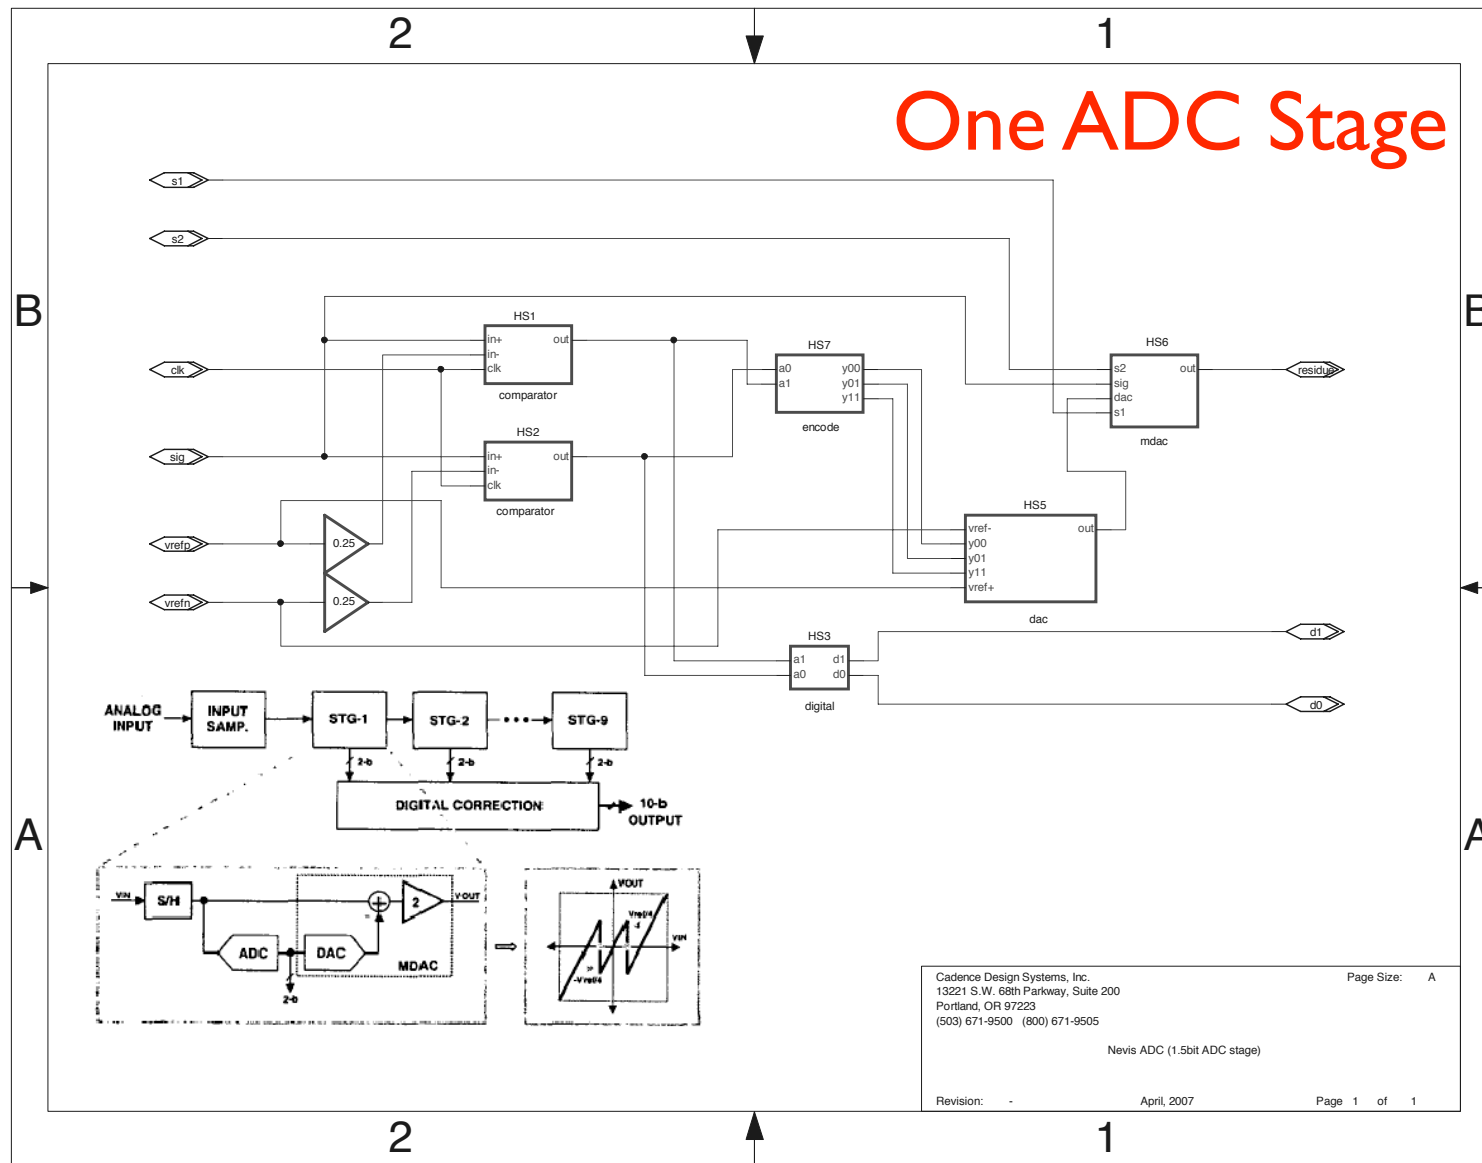 2
1
One ADC Stage
s1
s2
B
B
HS1
in+
out
in-
clk
comparator
clk
HS7
a0
y00
a1
y01
y11
encode
HS6
s2
out
sig
dac
s1
mdac
residue
HS2
in+
out
in-
clk
comparator
sig
HS5
vref-
out
y00
y01
y11
vref+
dac
vrefp
0.25
vrefn
0.25
HS3
a1
d1
a0
d0
digital
d1
d0
ANALOG
INPUT
INPUT
SAMP.
STG-1
STG-2
STG-9
2-b
2-b
2-b
DIGITAL CORRECTION
10-b
OUTPUT
A
A
VIN
S/H
2
VOUT
ADC
DAC
MDAC
2-b
VOUT
Vref/4
VIN
-Vref/4
Cadence Design Systems, Inc.
Page Size: A
13221 S.W. 68th Parkway, Suite 200
Portland, OR 97223
(503) 671-9500 (800) 671-9505
Nevis ADC (1.5bit ADC stage)
Revision: - April, 2007 Page 1 of 1
2
1